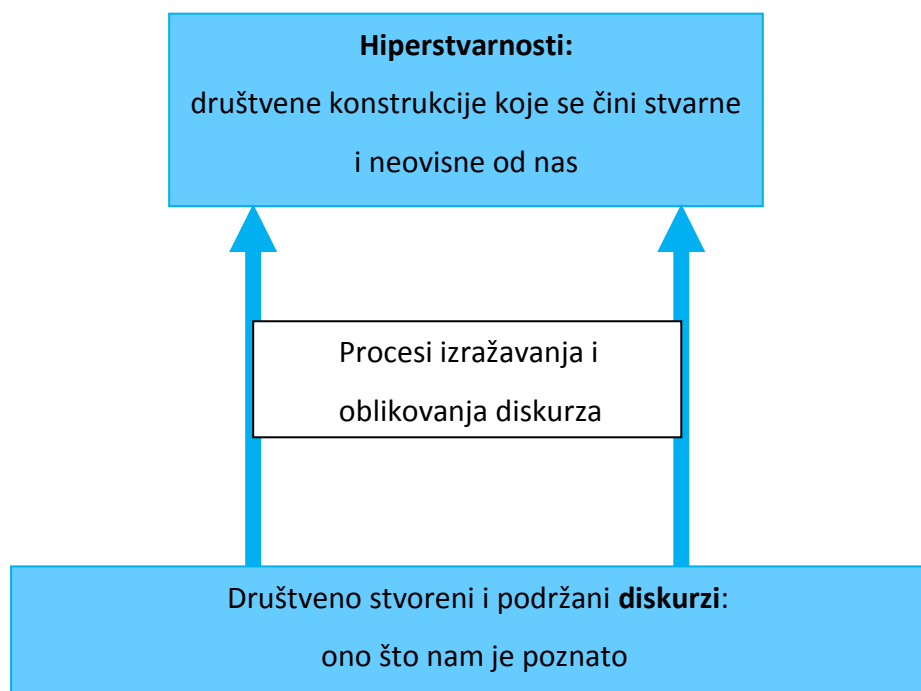 Hiperstvarnosti:
društvene konstrukcije koje se čini stvarne
i neovisne od nas
Procesi izražavanja i
oblikovanja diskurza
Društveno stvoreni i podržani diskurzi:
ono što nam je poznato